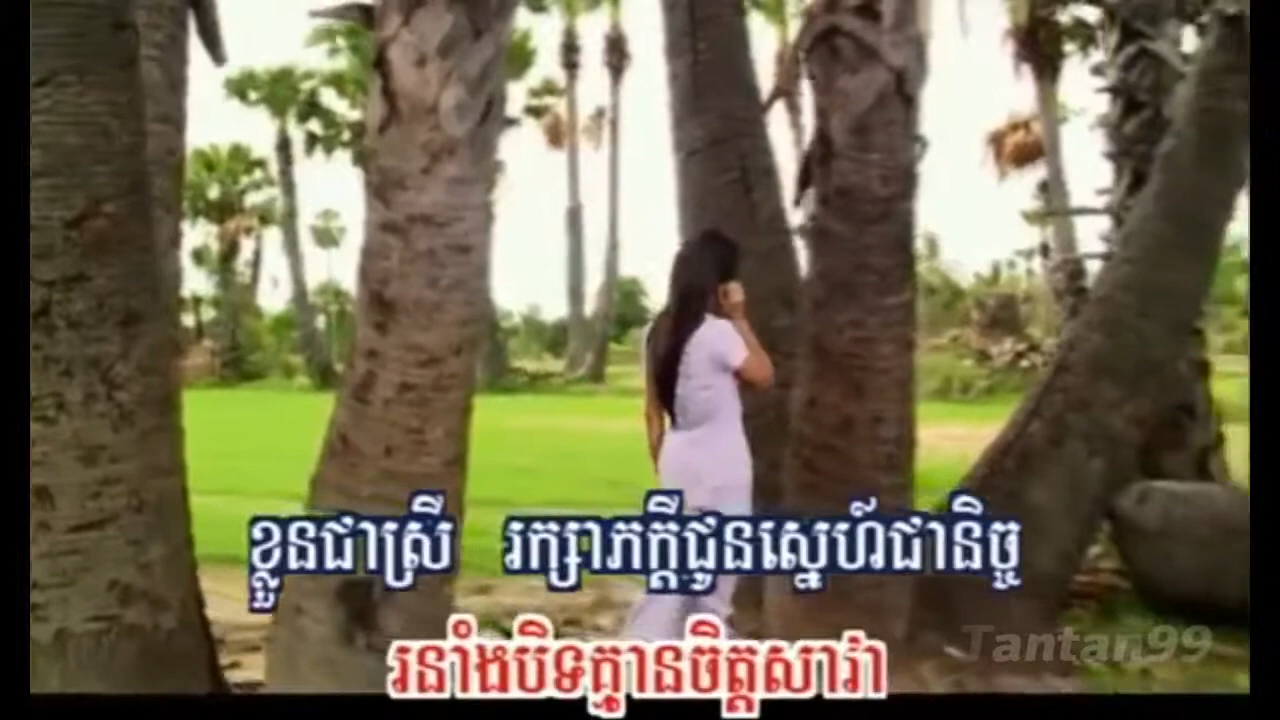 ខ្លួនជាស្រី រក្សាភក្ដីជូនស្នេហ៍ជានិច្ច
រនាំងបិទគ្មានចិត្តសាវា
Tantan99